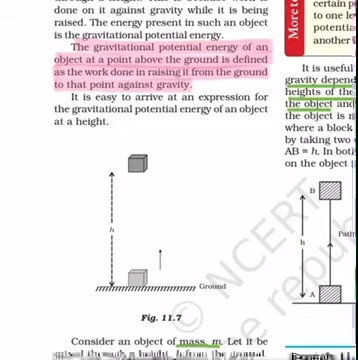 done on it against gravity while it is being
raised. The energy present in such an object
is the gravitational potential energy.
The gravitational potential energy of an
object at a point above the ground is defined
as the work done in raising it from the ground
to that point against gravity.
It is easy to arrive at an expression for
the gravitational potential energy of an object
at a height.
h
Ground
Fig. 11.7
Consider an object of mass, m. Let it be
More to
certain p
to one le
potentia
another
It is useful
gravity depen
heights of the
the object and
the object is m
where a block
by taking two
AB = h. In both
on the object
B
Path
h
A
© NCERT